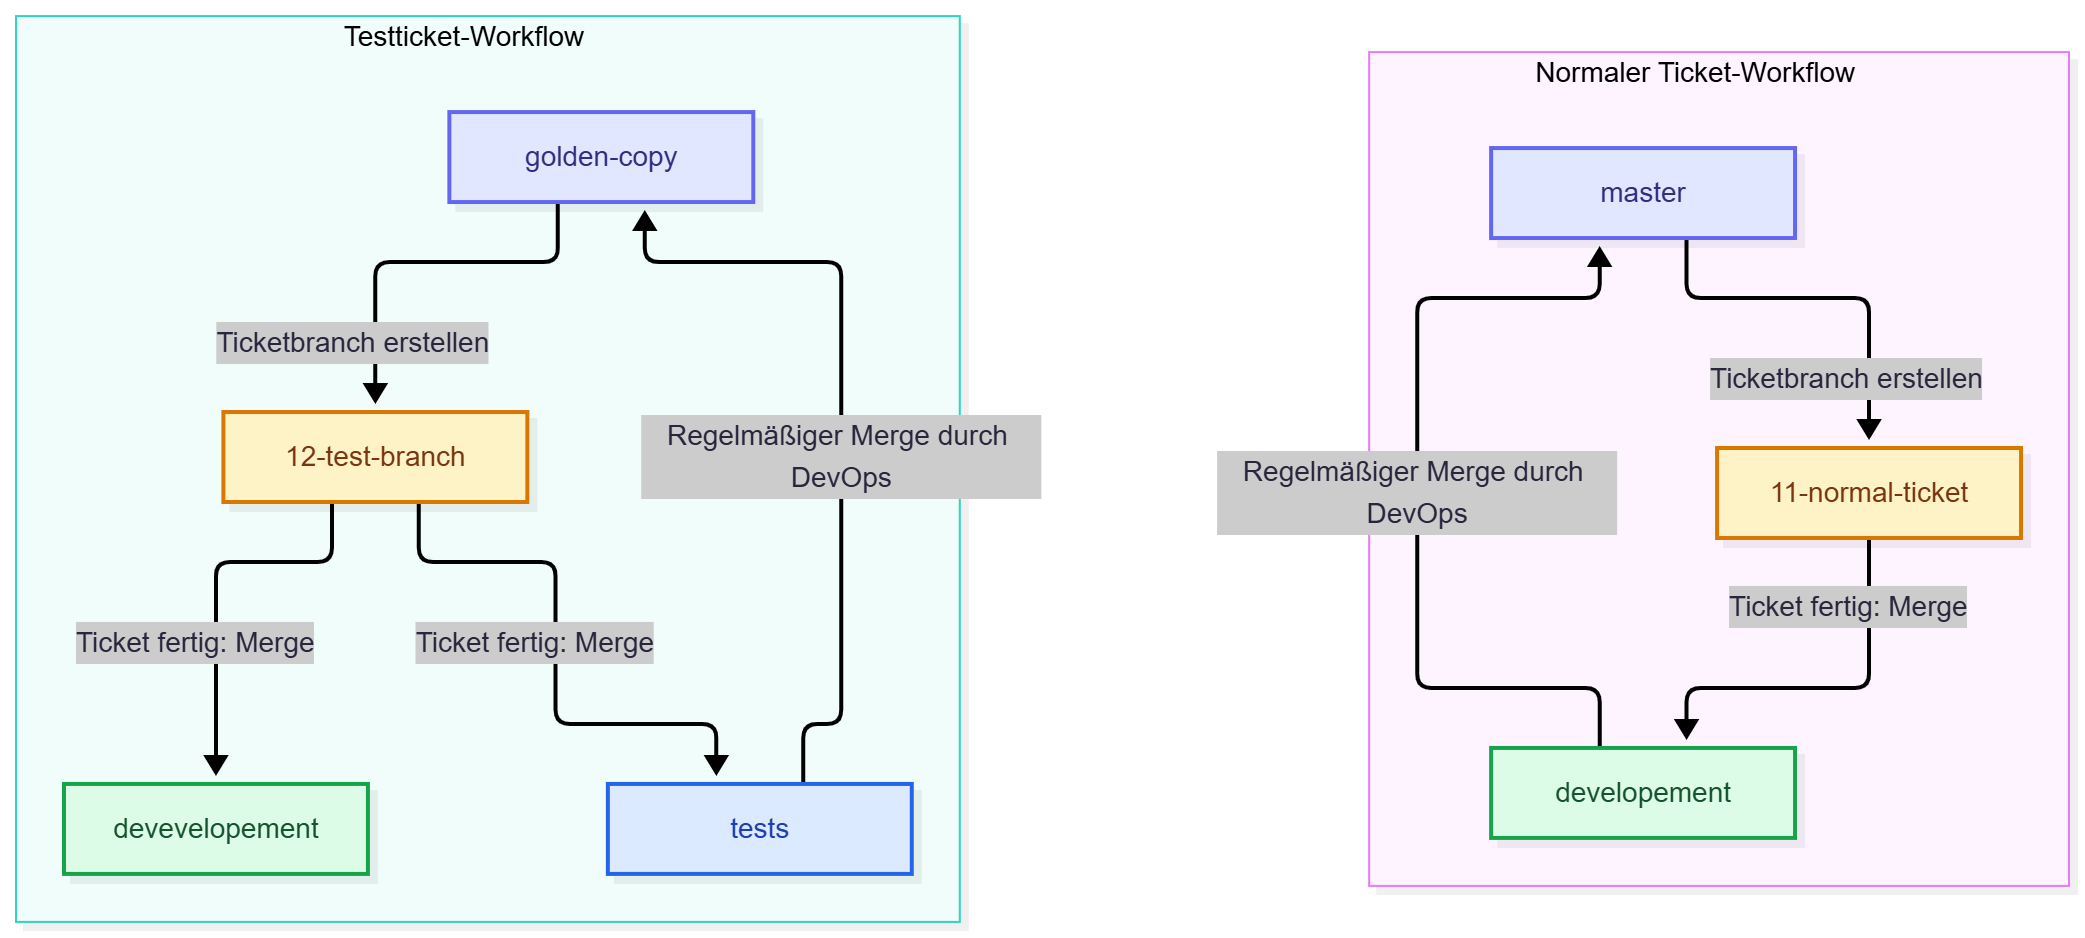 Testticket-Workflow
golden-copy
Ticketbranch erstellen
12-test-branch
Regelmäßiger Merge durch
DevOps
Ticket fertig: Merge
Ticket fertig: Merge
devevelopement
tests
Normaler Ticket-Workflow
master
Ticketbranch erstellen
Regelmäßiger Merge durch
DevOps
11-normal-ticket
Ticket fertig: Merge
developement